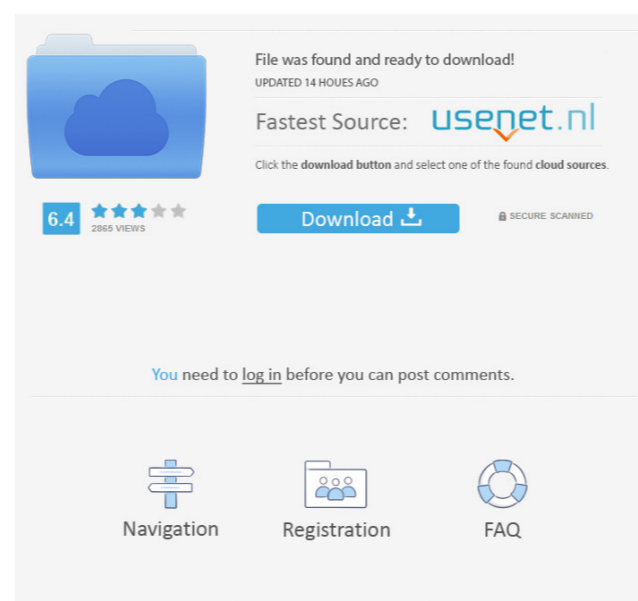 File was found and ready to download!
UPDATED 14 HOUES AGO
Fastest Source: usenet.nl
Click the download button and select one of the found cloud sources.
6.4
2865 VIEWS
Download
SECURE SCANNED
You need to log in before you can post comments.
Navigation
Registration
FAQ